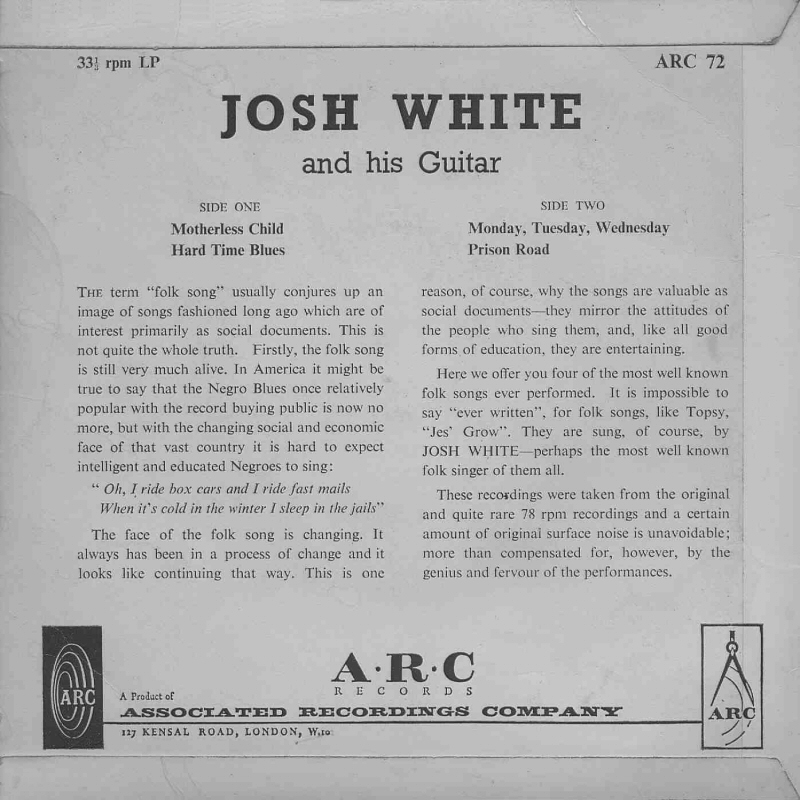 33⅓ rpm LP
ARC 72
JOSH WHITE
and his Guitar
SIDE ONE
Motherless Child
Hard Time Blues
SIDE TWO
Monday, Tuesday, Wednesday
Prison Road
THE term “folk song” usually conjures up an
image of songs fashioned long ago which are of
interest primarily as social documents. This is
not quite the whole truth. Firstly, the folk song
is still very much alive. In America it might be
true to say that the Negro Blues once relatively
popular with the record buying public is now no
more, but with the changing social and economic
face of that vast country it is hard to expect
intelligent and educated Negroes to sing:
“ Oh, I ride box cars and I ride fast mails
When it's cold in the winter I sleep in the jails”
The face of the folk song is changing. It
always has been in a process of change and it
looks like continuing that way. This is one
reason, of course, why the songs are valuable as
social documents—they mirror the attitudes of
the people who sing them, and, like all good
forms of education, they are entertaining.
Here we offer you four of the most well known
folk songs ever performed. It is impossible to
say “ever written”, for folk songs, like Topsy,
“Jes’ Grow”. They are sung, of course, by
JOSH WHITE—perhaps the most well known
folk singer of them all.
These recordings were taken from the original
and quite rare 78 rpm recordings and a certain
amount of original surface noise is unavoidable;
more than compensated for, however, by the
genius and fervour of the performances.
ARC
A·R·C
RECORDS
A Product of
ASSOCIATED RECORDINGS COMPANY
127 KENSAL ROAD, LONDON, W.10
ARC